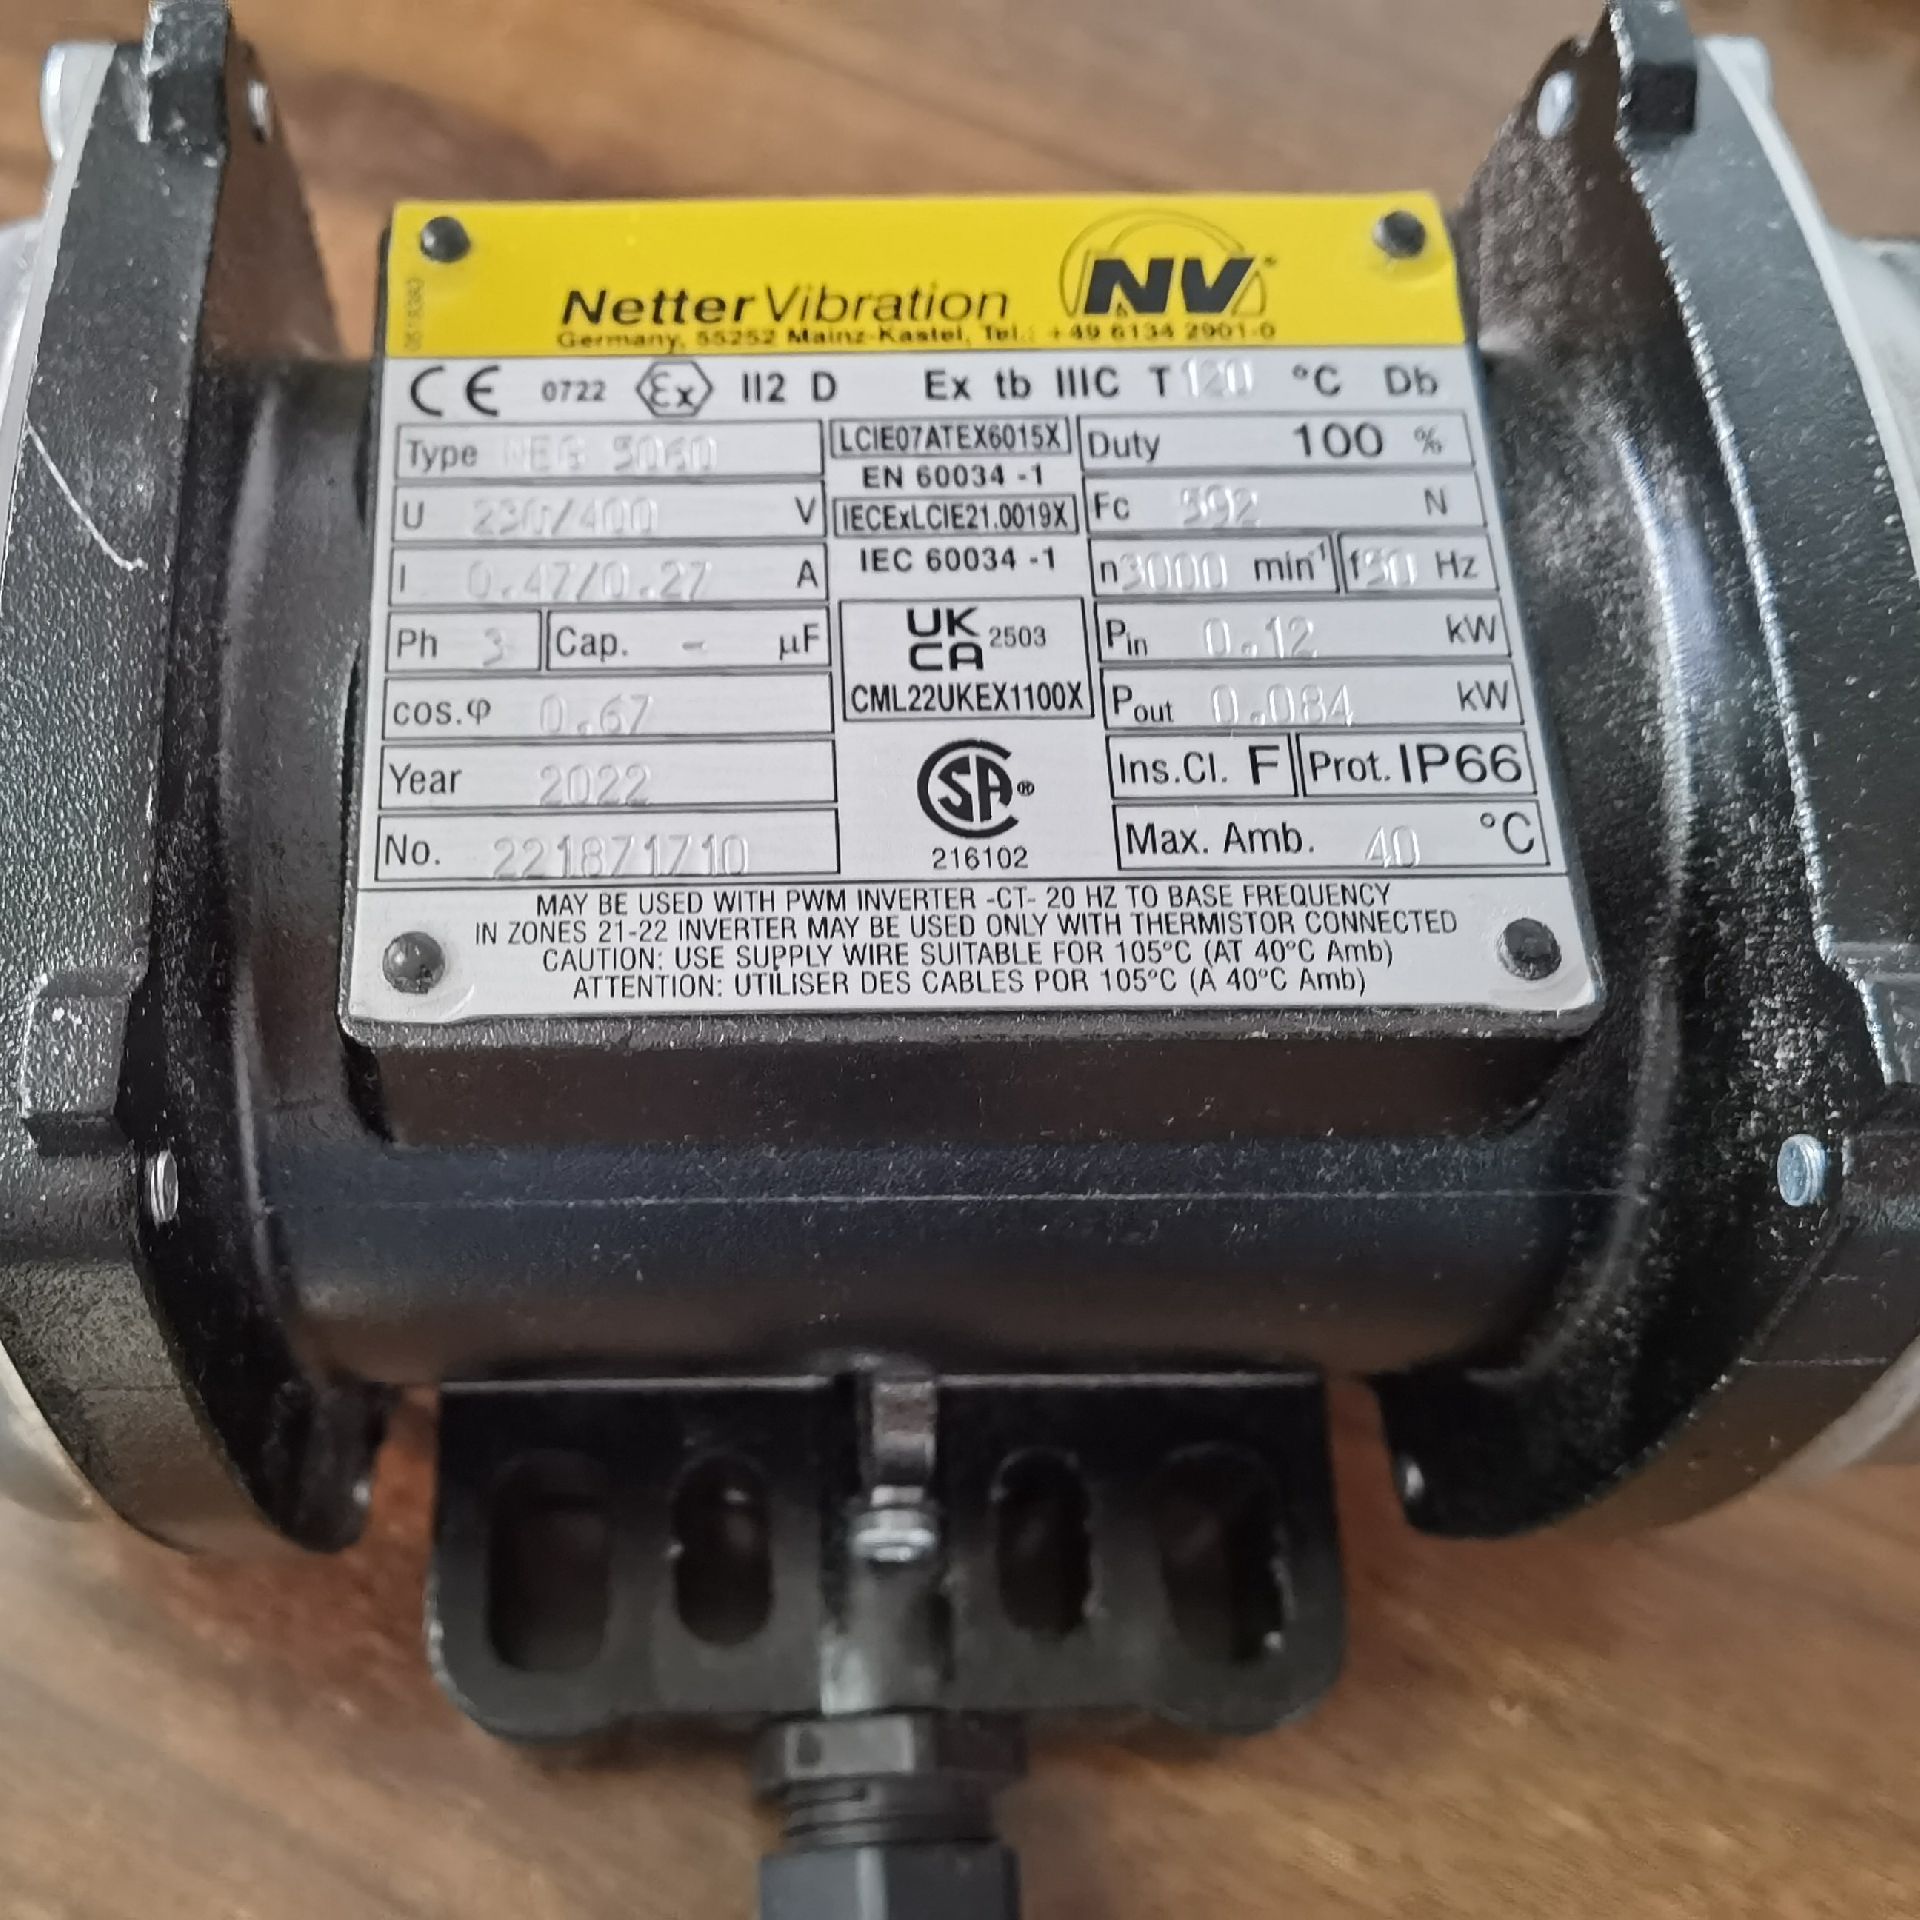 Netter Vibration NV®
Germany, 55252 Mainz-Kastel, Tel.: +49 6134 2901-0
CE 0722 Ex II2 D Ex tb IIIC T 120 °C Db
Type NEG 5060
U 230/400 V
I 0.47/0.27 A
Ph 3 Cap. - µF
cos.φ 0.67
Year 2022
No. 221871710
LCIE07ATEX6015X
EN 60034 -1
IECExLCIE21.0019X
IEC 60034 -1
UK
CA 2503
CML22UKEX1100X
SA®
216102
Duty 100 %
Fc 592 N
n 3000 min⁻¹ f 50 Hz
Pin 0.12 kW
Pout 0.084 kW
Ins.Cl. F Prot. IP66
Max. Amb. 40 °C
MAY BE USED WITH PWM INVERTER -CT- 20 HZ TO BASE FREQUENCY
IN ZONES 21-22 INVERTER MAY BE USED ONLY WITH THERMISTOR CONNECTED
CAUTION: USE SUPPLY WIRE SUITABLE FOR 105°C (AT 40°C Amb)
ATTENTION: UTILISER DES CABLES POR 105°C (A 40°C Amb)